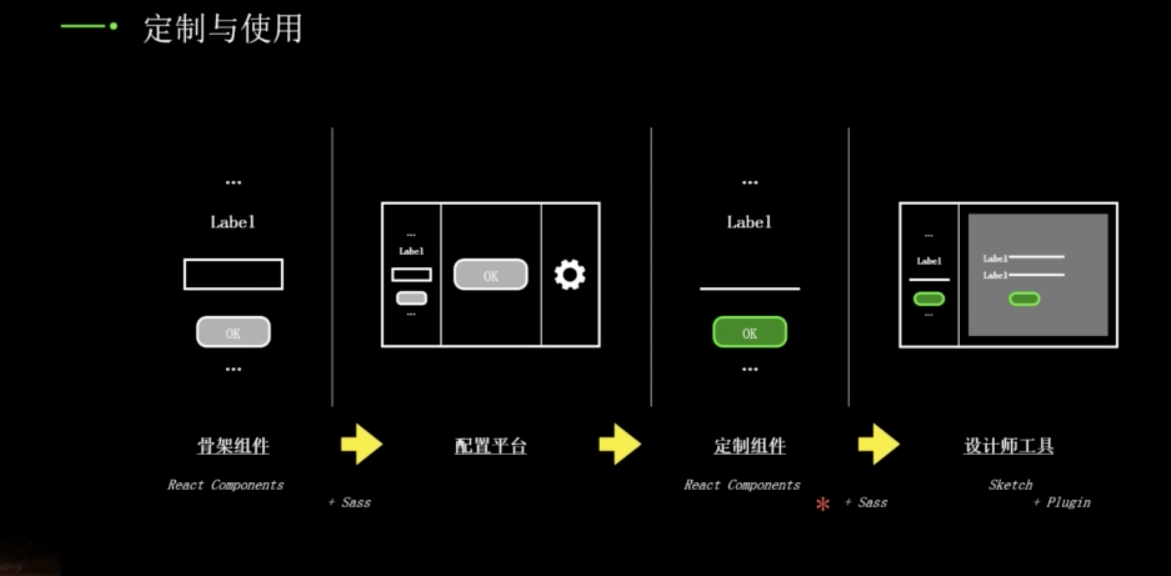 定制与使用
...
Label
OK
...
骨架组件
React Components
+ Sass
...
Label
...
OK
配置平台
...
Label
OK
...
定制组件
React Components
* + Sass
...
Label
...
Label
Label
设计师工具
Sketch
+ Plugin